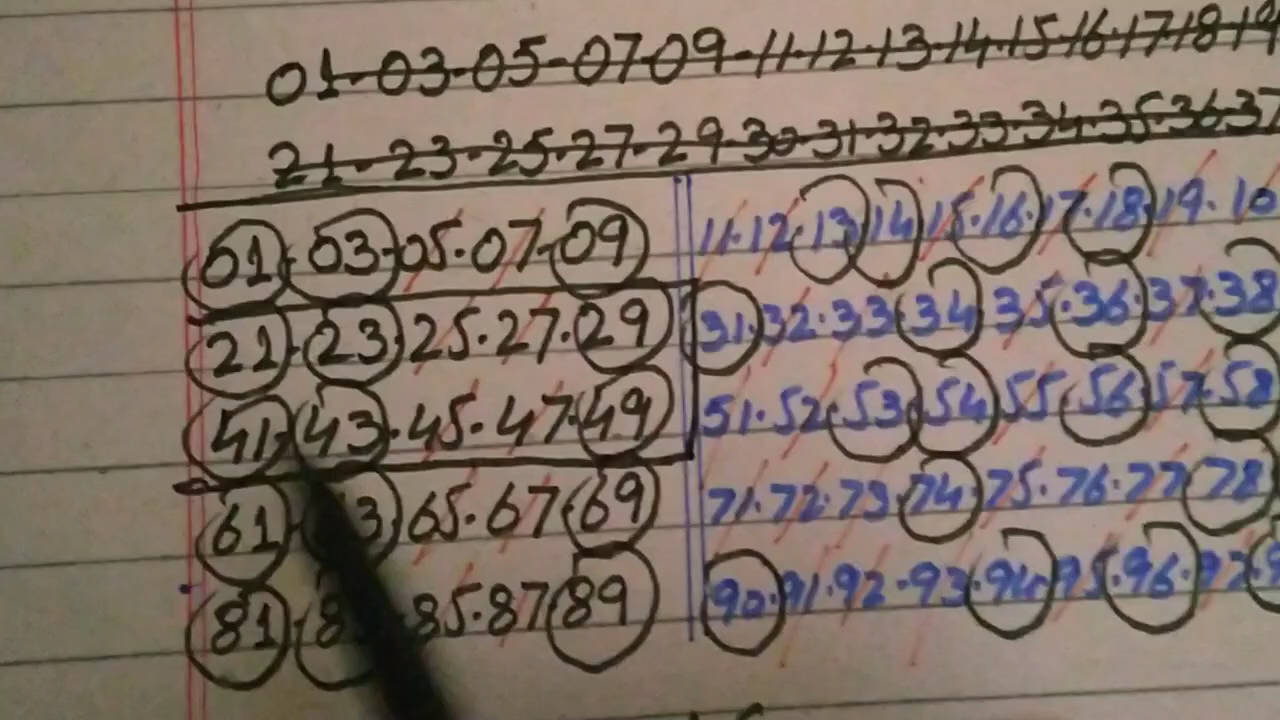 01-03-05-07-09-11-12-13-14-15-16-17-18-19
21-23-25-27-29-30-31-32-33-34-35-36-37
01-03-05.07-09 11.12.13.14.15.16.17.18.19.10
21.23.25.27.29 31.32.33.34.35.36.37.38
41.43.45.47.49 51.52.53.54.55.56.57.58
61 65.67.69 71.72.73.74.75.76.77.78
81 85.87.89 90.91.92.93.94.95.96.97